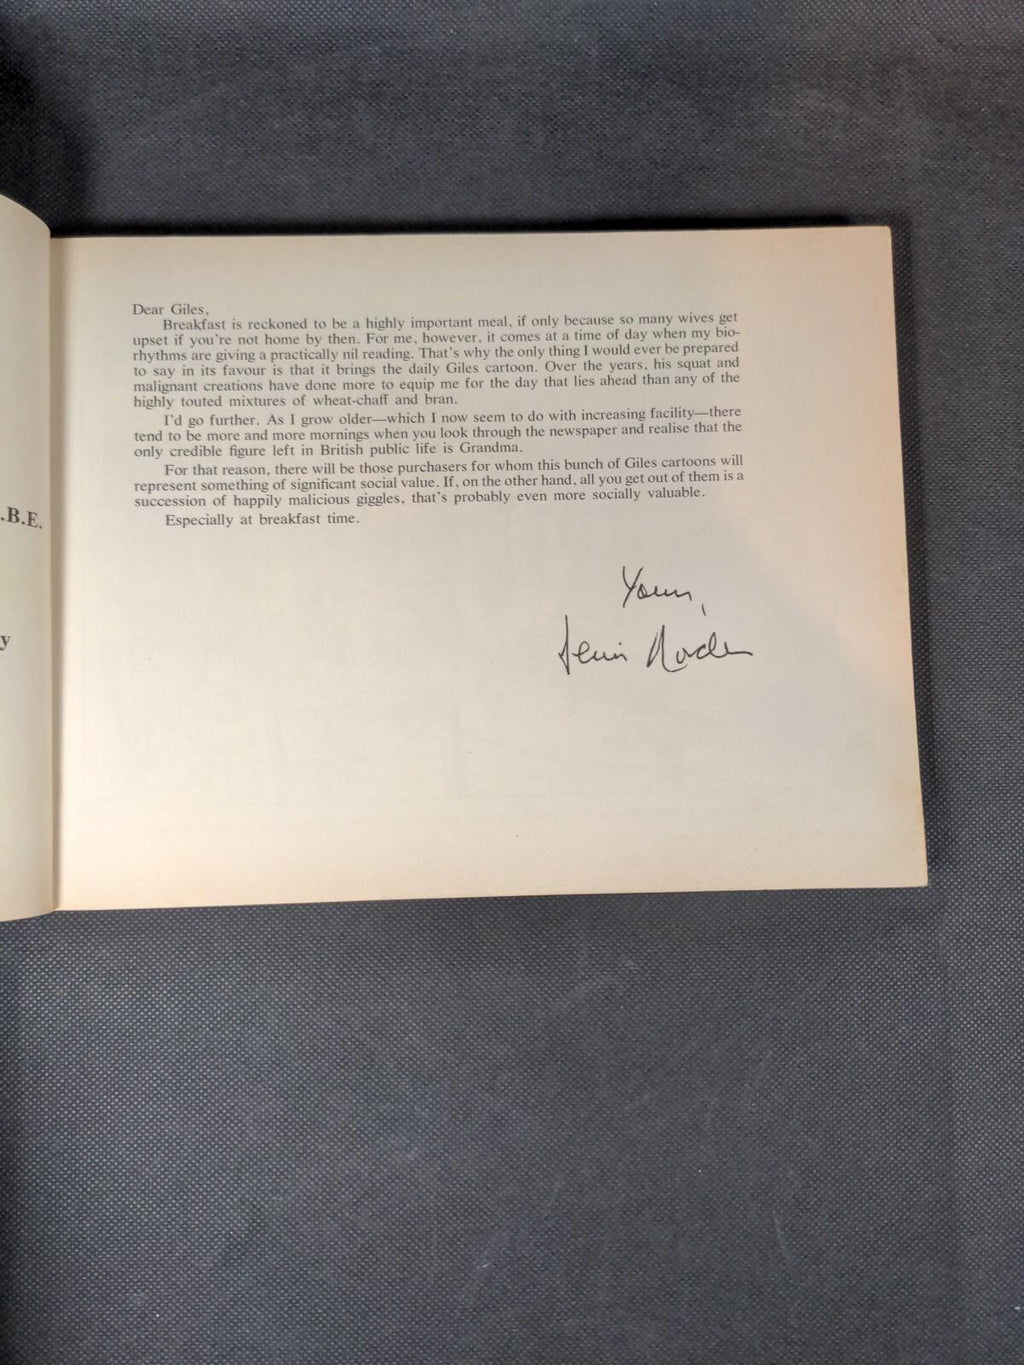 .B.E.
y
Dear Giles,
Breakfast is reckoned to be a highly important meal, if only because so many wives get
upset if you're not home by then. For me, however, it comes at a time of day when my bio-
rhythms are giving a practically nil reading. That's why the only thing I would ever be prepared
to say in its favour is that it brings the daily Giles cartoon. Over the years, his squat and
malignant creations have done more to equip me for the day that lies ahead than any of the
highly touted mixtures of wheat-chaff and bran.
I'd go further. As I grow older—which I now seem to do with increasing facility—there
tend to be more and more mornings when you look through the newspaper and realise that the
only credible figure left in British public life is Grandma.
For that reason, there will be those purchasers for whom this bunch of Giles cartoons will
represent something of significant social value. If, on the other hand, all you get out of them is a
succession of happily malicious giggles, that's probably even more socially valuable.
Especially at breakfast time.
Yours,
Denis Norden